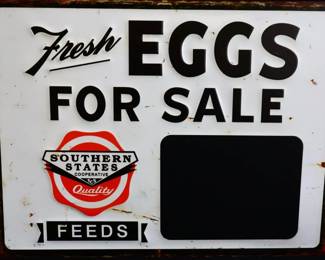 Fresh EGGS
FOR SALE
SOUTHERN
STATES
COOPERATIVE
Quality
FEEDS